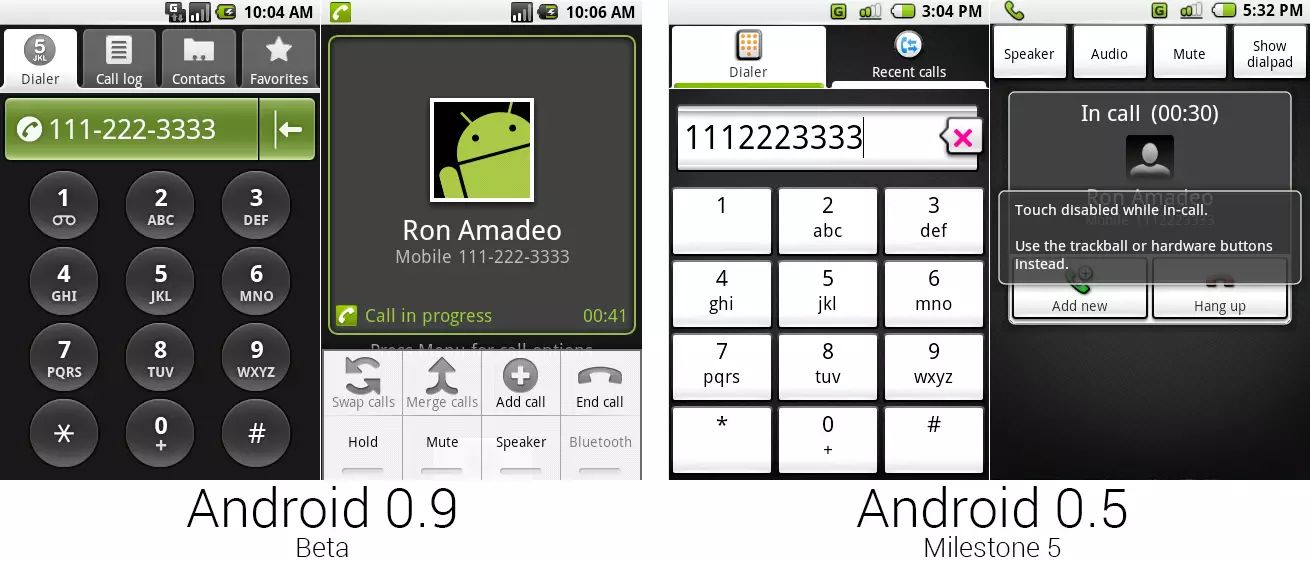 10:04 AM
5
JKL
Dialer
Call log
Contacts
Favorites
111-222-3333
1
2
ABC
3
DEF
4
GHI
5
JKL
6
MNO
7
PQRS
8
TUV
9
WXYZ
*
0
+
#
10:06 AM
Ron Amadeo
Mobile 111-222-3333
Call in progress
00:41
Press Menu for call options
Swap calls
Merge calls
Add call
End call
Hold
Mute
Speaker
Bluetooth
Android 0.9
Beta
G
3:04 PM
Dialer
Recent calls
1112223333
1
2
abc
3
def
4
ghi
5
jkl
6
mno
7
pqrs
8
tuv
9
wxyz
*
0
+
#
G
5:32 PM
Speaker
Audio
Mute
Show
dialpad
In call (00:30)
Ron Amadeo
Touch disabled while in-call.
Use the trackball or hardware buttons
instead.
Add new
Hang up
Android 0.5
Milestone 5